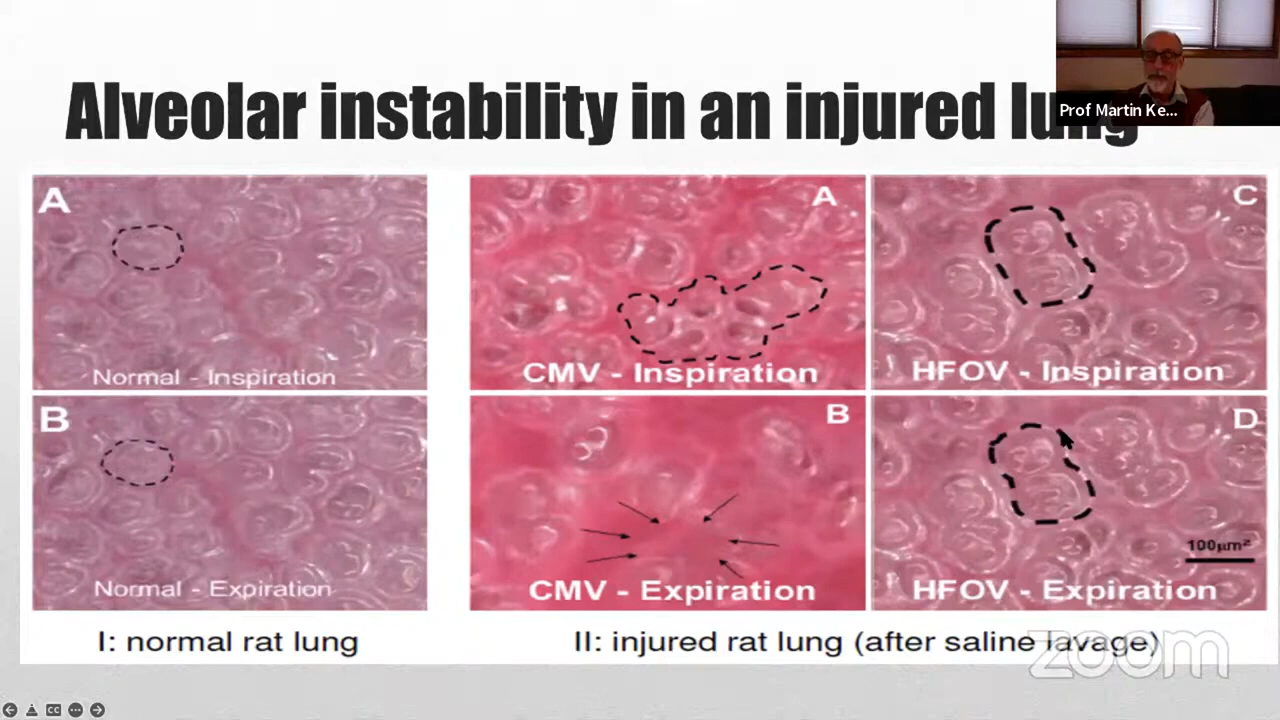 Alveolar instability in an injured lung
Prof Martin Ke...
A
Normal - Inspiration
B
Normal - Expiration
A
CMV - Inspiration
C
HFOV - Inspiration
B
CMV - Expiration
D
100µm²
HFOV - Expiration
I: normal rat lung
II: injured rat lung (after saline lavage)
zoom
CC